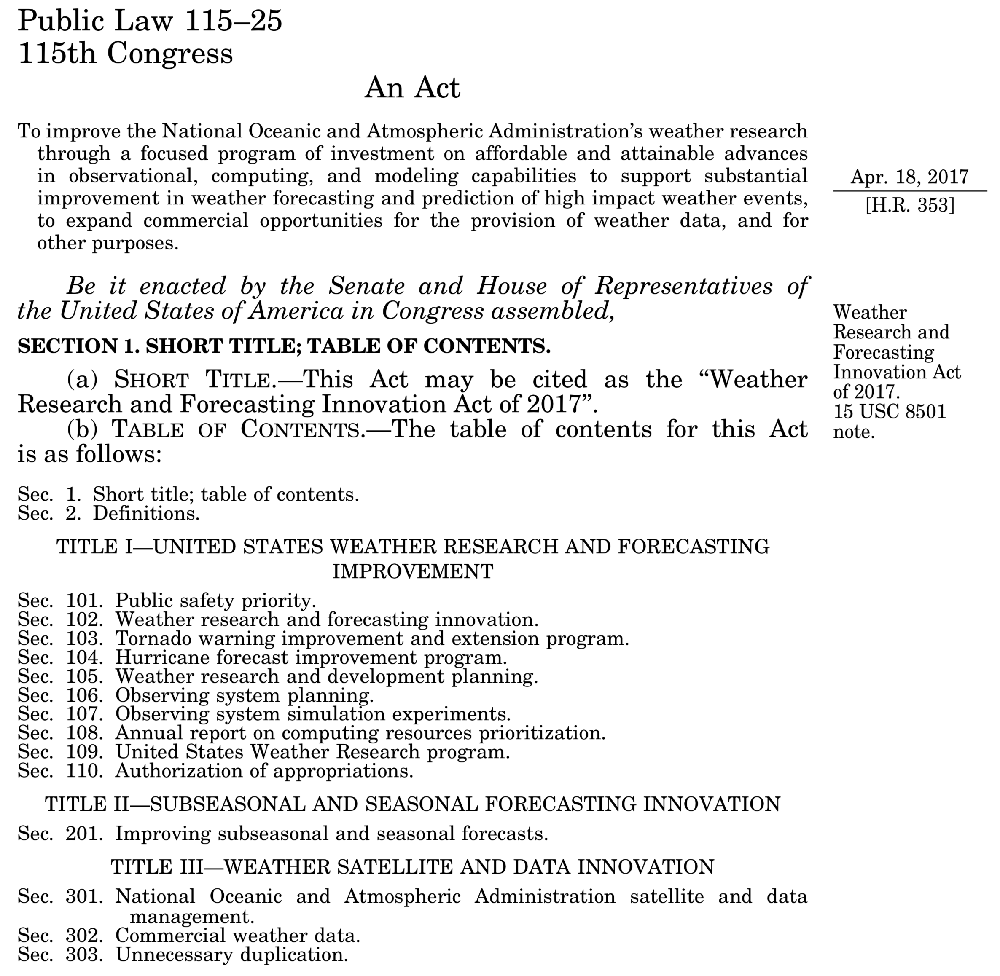 Public Law 115–25
115th Congress
An Act
To improve the National Oceanic and Atmospheric Administration’s weather research
through a focused program of investment on affordable and attainable advances
in observational, computing, and modeling capabilities to support substantial
improvement in weather forecasting and prediction of high impact weather events,
to expand commercial opportunities for the provision of weather data, and for
other purposes.
Apr. 18, 2017
[H.R. 353]
Be it enacted by the Senate and House of Representatives of
the United States of America in Congress assembled,
SECTION 1. SHORT TITLE; TABLE OF CONTENTS.
(a) SHORT TITLE.—This Act may be cited as the “Weather
Research and Forecasting Innovation Act of 2017”.
(b) TABLE OF CONTENTS.—The table of contents for this Act
is as follows:
Weather
Research and
Forecasting
Innovation Act
of 2017.
15 USC 8501
note.
Sec. 1. Short title; table of contents.
Sec. 2. Definitions.
TITLE I—UNITED STATES WEATHER RESEARCH AND FORECASTING
IMPROVEMENT
Sec. 101. Public safety priority.
Sec. 102. Weather research and forecasting innovation.
Sec. 103. Tornado warning improvement and extension program.
Sec. 104. Hurricane forecast improvement program.
Sec. 105. Weather research and development planning.
Sec. 106. Observing system planning.
Sec. 107. Observing system simulation experiments.
Sec. 108. Annual report on computing resources prioritization.
Sec. 109. United States Weather Research program.
Sec. 110. Authorization of appropriations.
TITLE II—SUBSEASONAL AND SEASONAL FORECASTING INNOVATION
Sec. 201. Improving subseasonal and seasonal forecasts.
TITLE III—WEATHER SATELLITE AND DATA INNOVATION
Sec. 301. National Oceanic and Atmospheric Administration satellite and data
management.
Sec. 302. Commercial weather data.
Sec. 303. Unnecessary duplication.